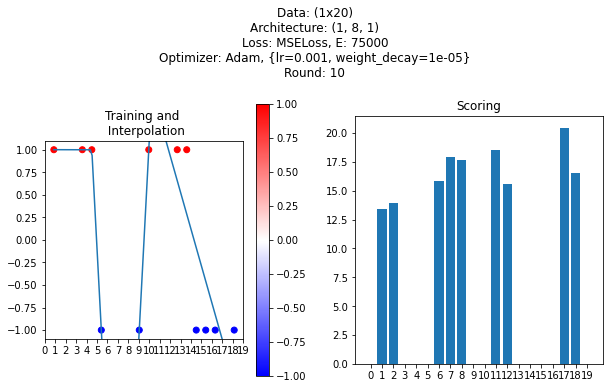 Data: (1x20)
Architecture: (1, 8, 1)
Loss: MSELoss, E: 75000
Optimizer: Adam, {lr=0.001, weight_decay=1e-05}
Round: 10
Training and
Interpolation
1.00
0.75
0.50
0.25
0.00
−0.25
−0.50
−0.75
−1.00
0 1 2 3 4 5 6 7 8 9 10 11 12 13 14 15 16 17 18 19
1.00
0.75
0.50
0.25
0.00
−0.25
−0.50
−0.75
−1.00
Scoring
20.0
17.5
15.0
12.5
10.0
7.5
5.0
2.5
0.0
0 1 2 3 4 5 6 7 8 9 10 11 12 13 14 15 16 17 18 19